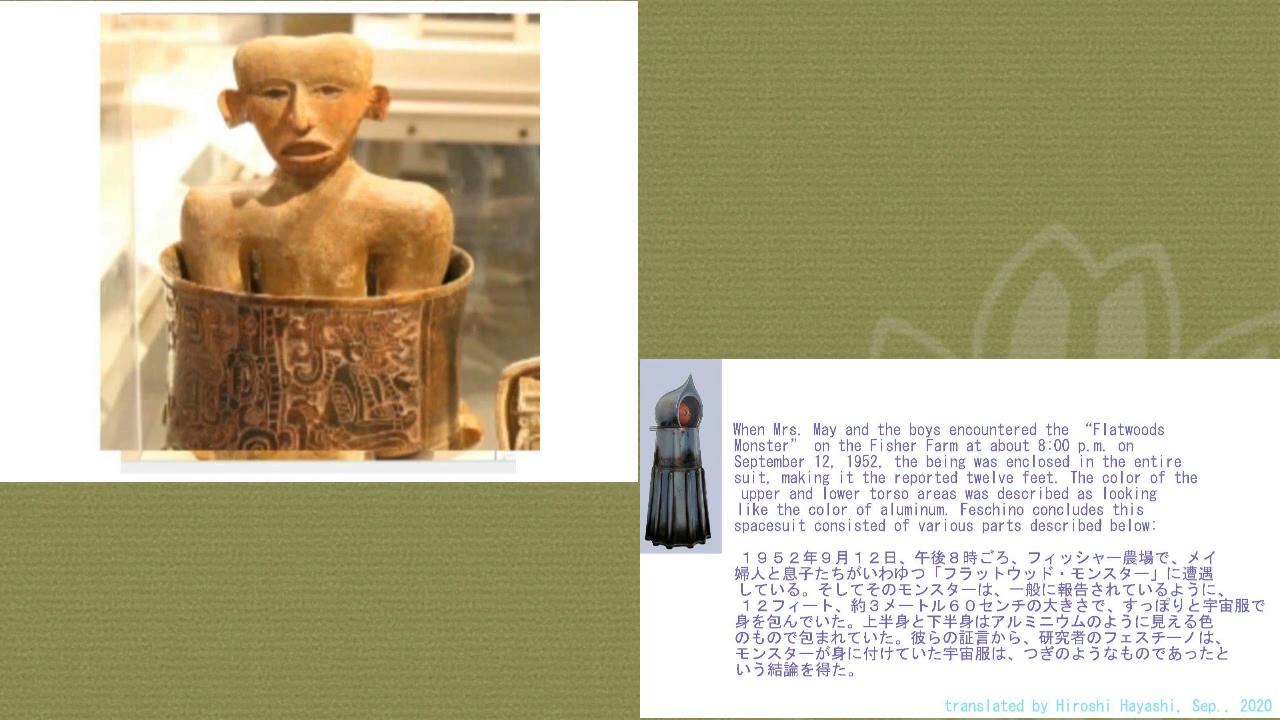 When Mrs. May and the boys encountered the “Flatwoods
Monster” on the Fisher Farm at about 8:00 p.m. on
September 12, 1952, the being was enclosed in the entire
suit, making it the reported twelve feet. The color of the
upper and lower torso areas was described as looking
like the color of aluminum. Feschino concludes this
spacesuit consisted of various parts described below:
１９５２年９月１２日、午後８時ごろ、フィッシャー農場で、メイ
婦人と息子たちがいわゆつ「フラットウッド・モンスター」に遭遇
している。そしてそのモンスターは、一般に報告されているように、
１２フィート、約３メートル６０センチの大きさで、すっぽりと宇宙服で
身を包んでいた。上半身と下半身はアルミニウムのように見える色
のもので包まれていた。彼らの証言から、研究者のフェスチーノは、
モンスターが身に付けていた宇宙服は、つぎのようなものであったと
いう結論を得た。
translated by Hiroshi Hayashi, Sep., 2020